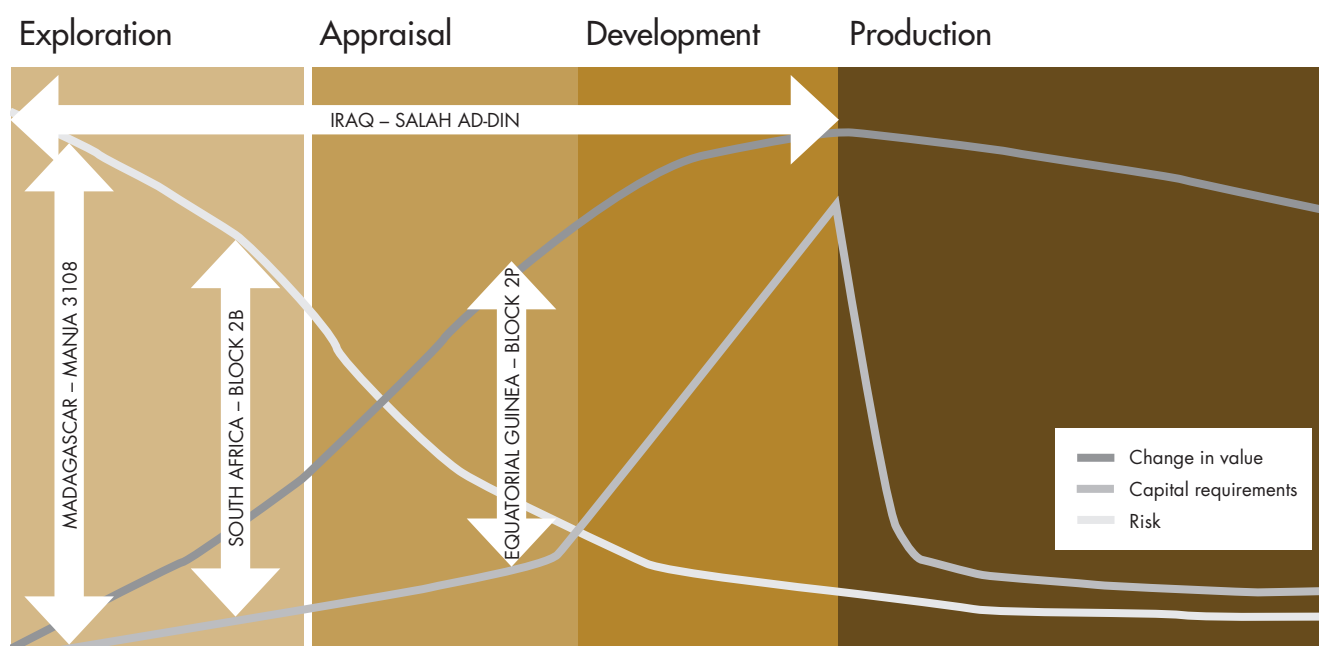 Exploration
Appraisal
Development
Production
IRAQ – SALAH AD-DIN
MADAGASCAR – MANJA 3108
SOUTH AFRICA – BLOCK 2B
EQUATORIAL GUINEA – BLOCK 2P
Change in value
Capital requirements
Risk